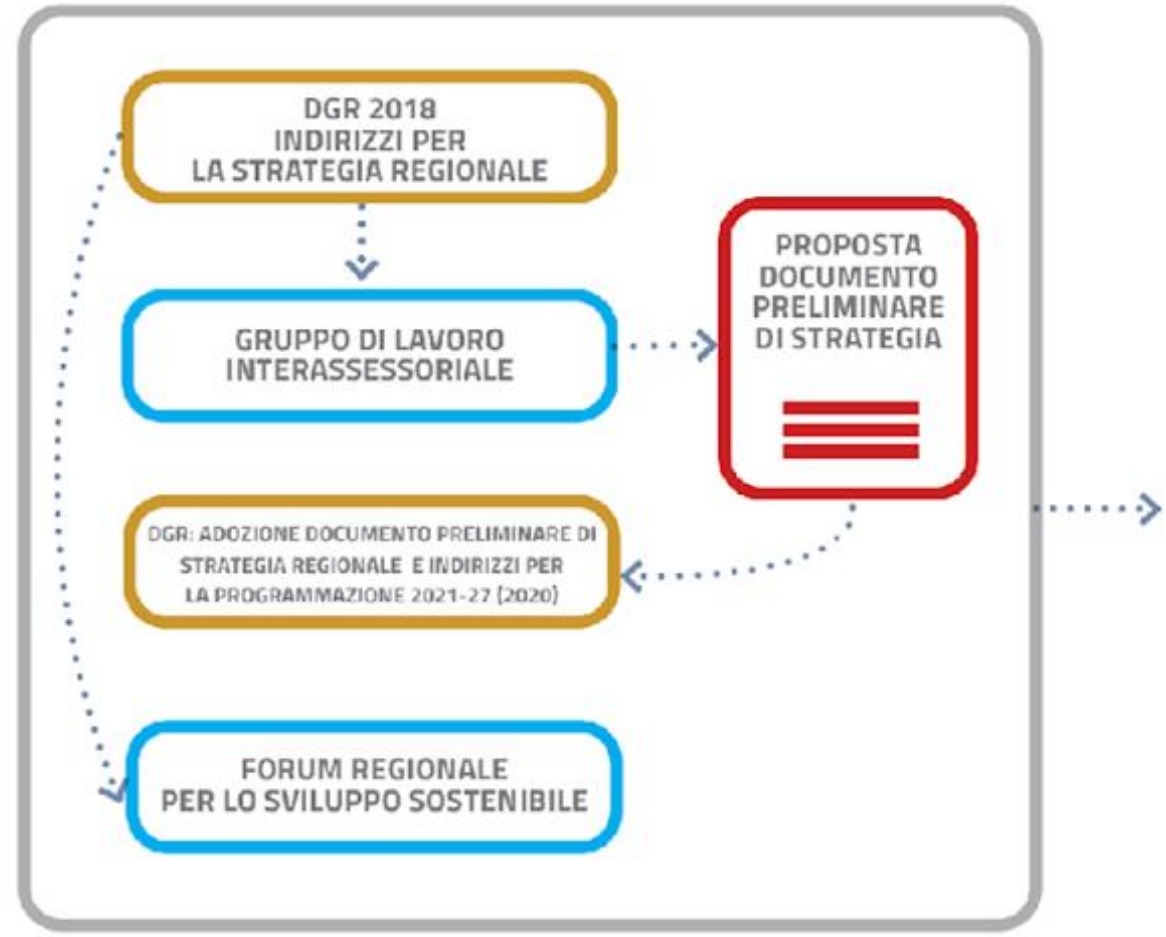 DGR 2018
INDIRIZZI PER
LA STRATEGIA REGIONALE
GRUPPO DI LAVORO
INTERASSESSORIALE
PROPOSTA
DOCUMENTO
PRELIMINARE
DI STRATEGIA
DGR: ADOZIONE DOCUMENTO PRELIMINARE DI
STRATEGIA REGIONALE E INDIRIZZI PER
LA PROGRAMMAZIONE 2021-27 (2020)
FORUM REGIONALE
PER LO SVILUPPO SOSTENIBILE